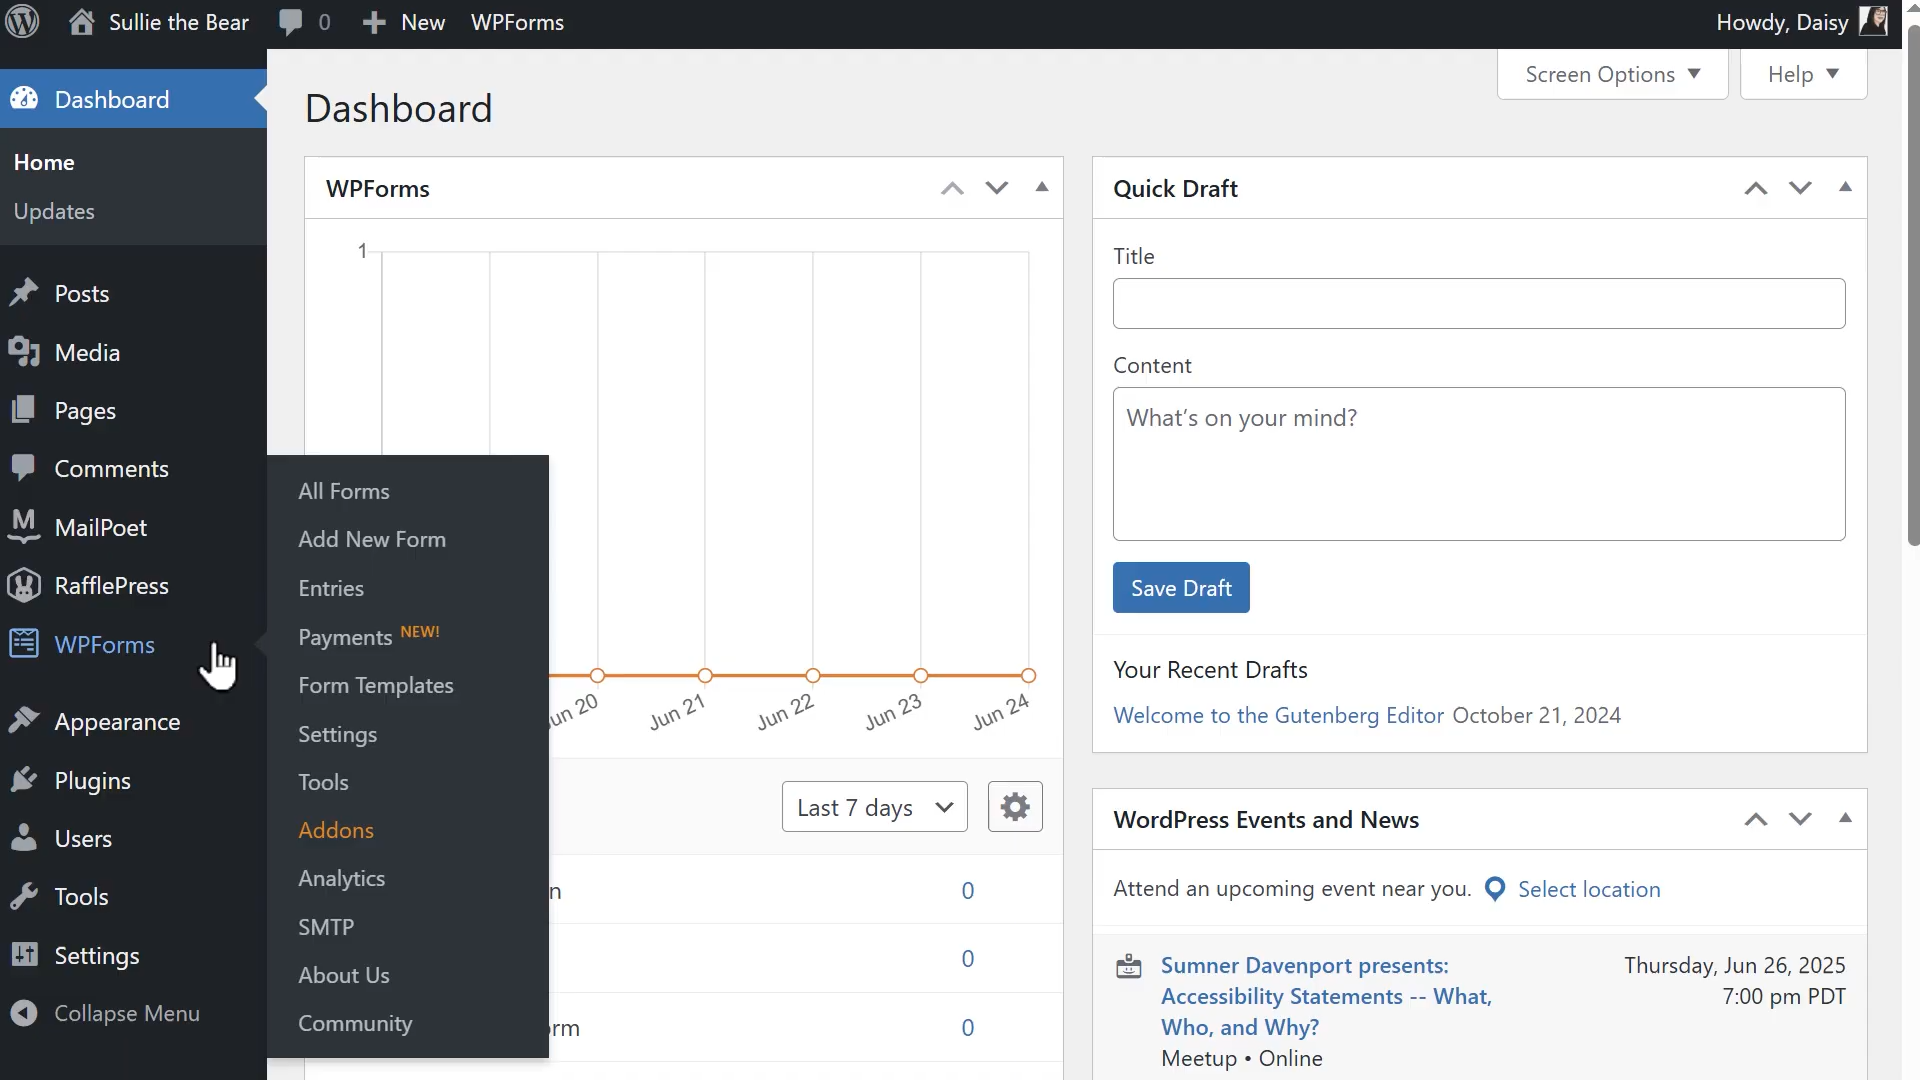 Sullie the Bear
0
New
WPForms
Howdy, Daisy
Dashboard
Home
Updates
Posts
Media
Pages
Comments
MailPoet
RafflePress
WPForms
Appearance
Plugins
Users
Tools
Settings
Collapse Menu
All Forms
Add New Form
Entries
Payments NEW!
Form Templates
Settings
Tools
Addons
Analytics
SMTP
About Us
Community
Screen Options
Help
Dashboard
WPForms
1
Jun 21
Jun 22
Jun 23
Jun 24
Last 7 days
0
0
0
Quick Draft
Title
Content
What's on your mind?
Save Draft
Your Recent Drafts
Welcome to the Gutenberg Editor October 21, 2024
WordPress Events and News
Attend an upcoming event near you. Select location
Sumner Davenport presents:
Accessibility Statements -- What,
Who, and Why?
Meetup • Online
Thursday, Jun 26, 2025
7:00 pm PDT